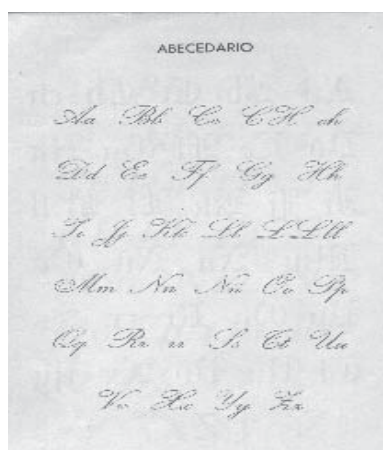 ABECEDARIO
Aa Bb Cc CH ch
Dd Ee Ff Gg Hh
Ii Jj Kk Ll LL ll
Mm Nn Ññ Oo Pp
Qq Rr rr Ss Tt Uu
Vv Xx Yy Zz